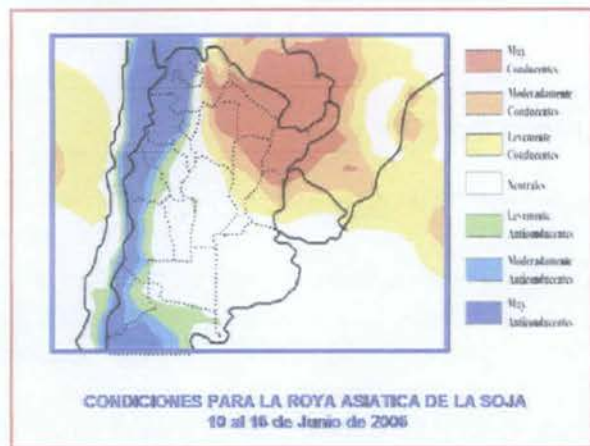 Muy
Conducentes
Moderadamente
Conducentes
Levemente
Conducentes
Neutrales
Levemente
Anticonducentes
Moderadamente
Anticonducentes
Muy
Anticonducentes
CONDICIONES PARA LA ROYA ASIATICA DE LA SOJA
10 al 16 de Junio de 2006